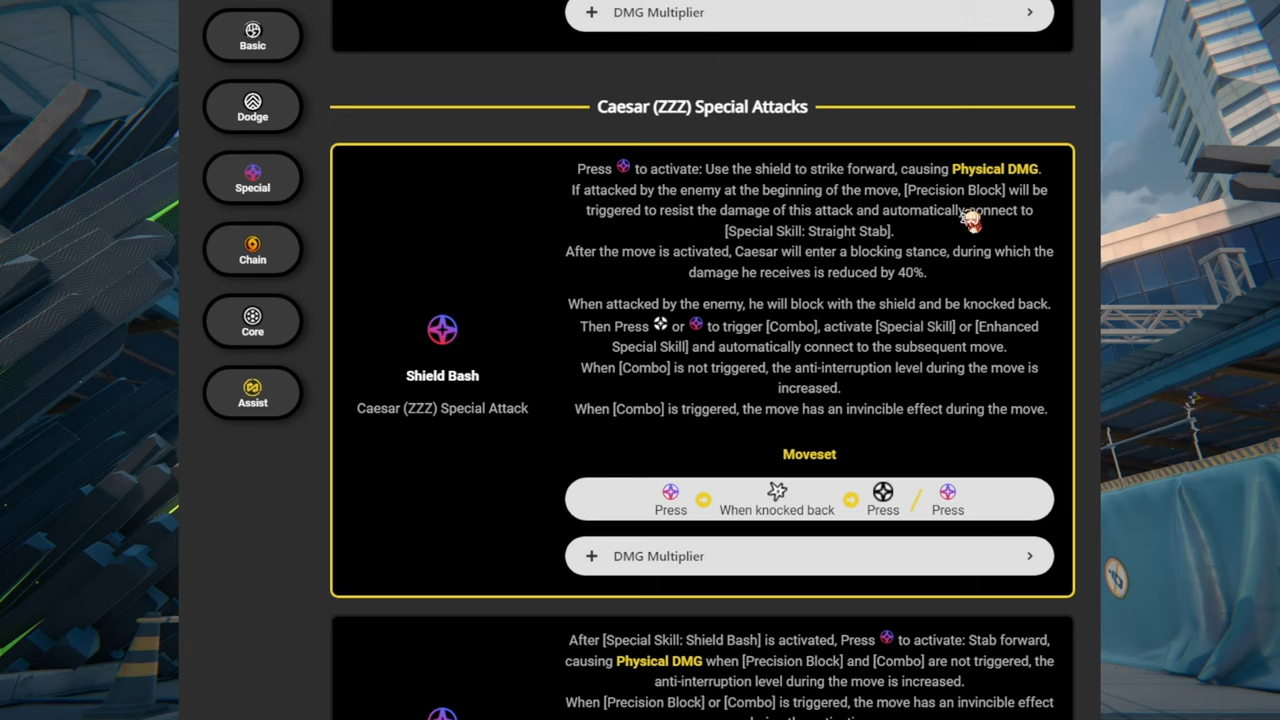 DMG Multiplier
Basic
Dodge
Special
Chain
Core
Assist
Caesar (ZZZ) Special Attacks
Shield Bash
Caesar (ZZZ) Special Attack
Press to activate: Use the shield to strike forward, causing Physical DMG.
If attacked by the enemy at the beginning of the move, [Precision Block] will be
triggered to resist the damage of this attack and automatically connect to
[Special Skill: Straight Stab].
After the move is activated, Caesar will enter a blocking stance, during which the
damage he receives is reduced by 40%.
When attacked by the enemy, he will block with the shield and be knocked back.
Then Press or to trigger [Combo], activate [Special Skill] or [Enhanced
Special Skill] and automatically connect to the subsequent move.
When [Combo] is not triggered, the anti-interruption level during the move is
increased.
When [Combo] is triggered, the move has an invincible effect during the move.
Moveset
Press When knocked back Press / Press
DMG Multiplier
After [Special Skill: Shield Bash] is activated, Press to activate: Stab forward,
causing Physical DMG when [Precision Block] and [Combo] are not triggered, the
anti-interruption level during the move is increased.
When [Precision Block] or [Combo] is triggered, the move has an invincible effect